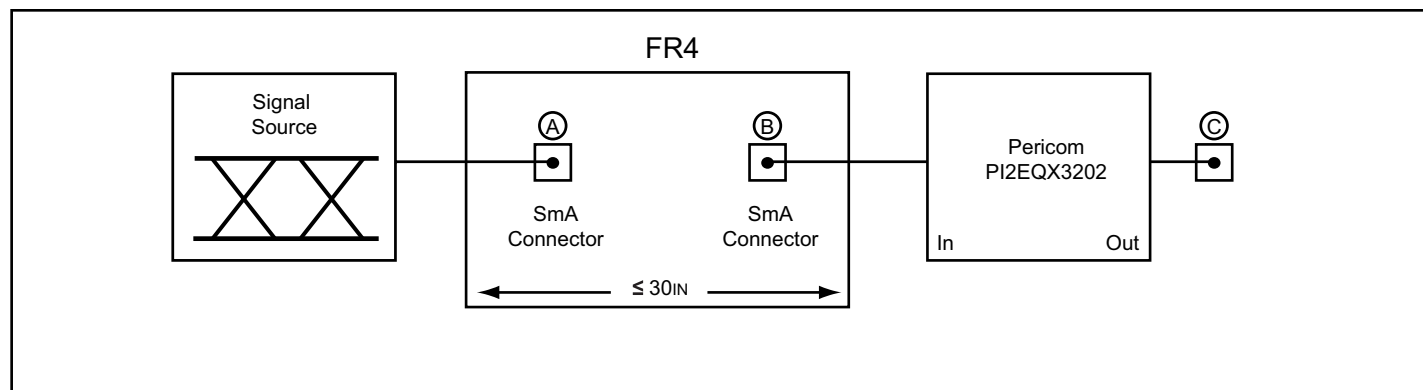 FR4
Signal
Source
A
B
C
SmA
Connector
SmA
Connector
≤ 30IN
Pericom
PI2EQX3202
In
Out